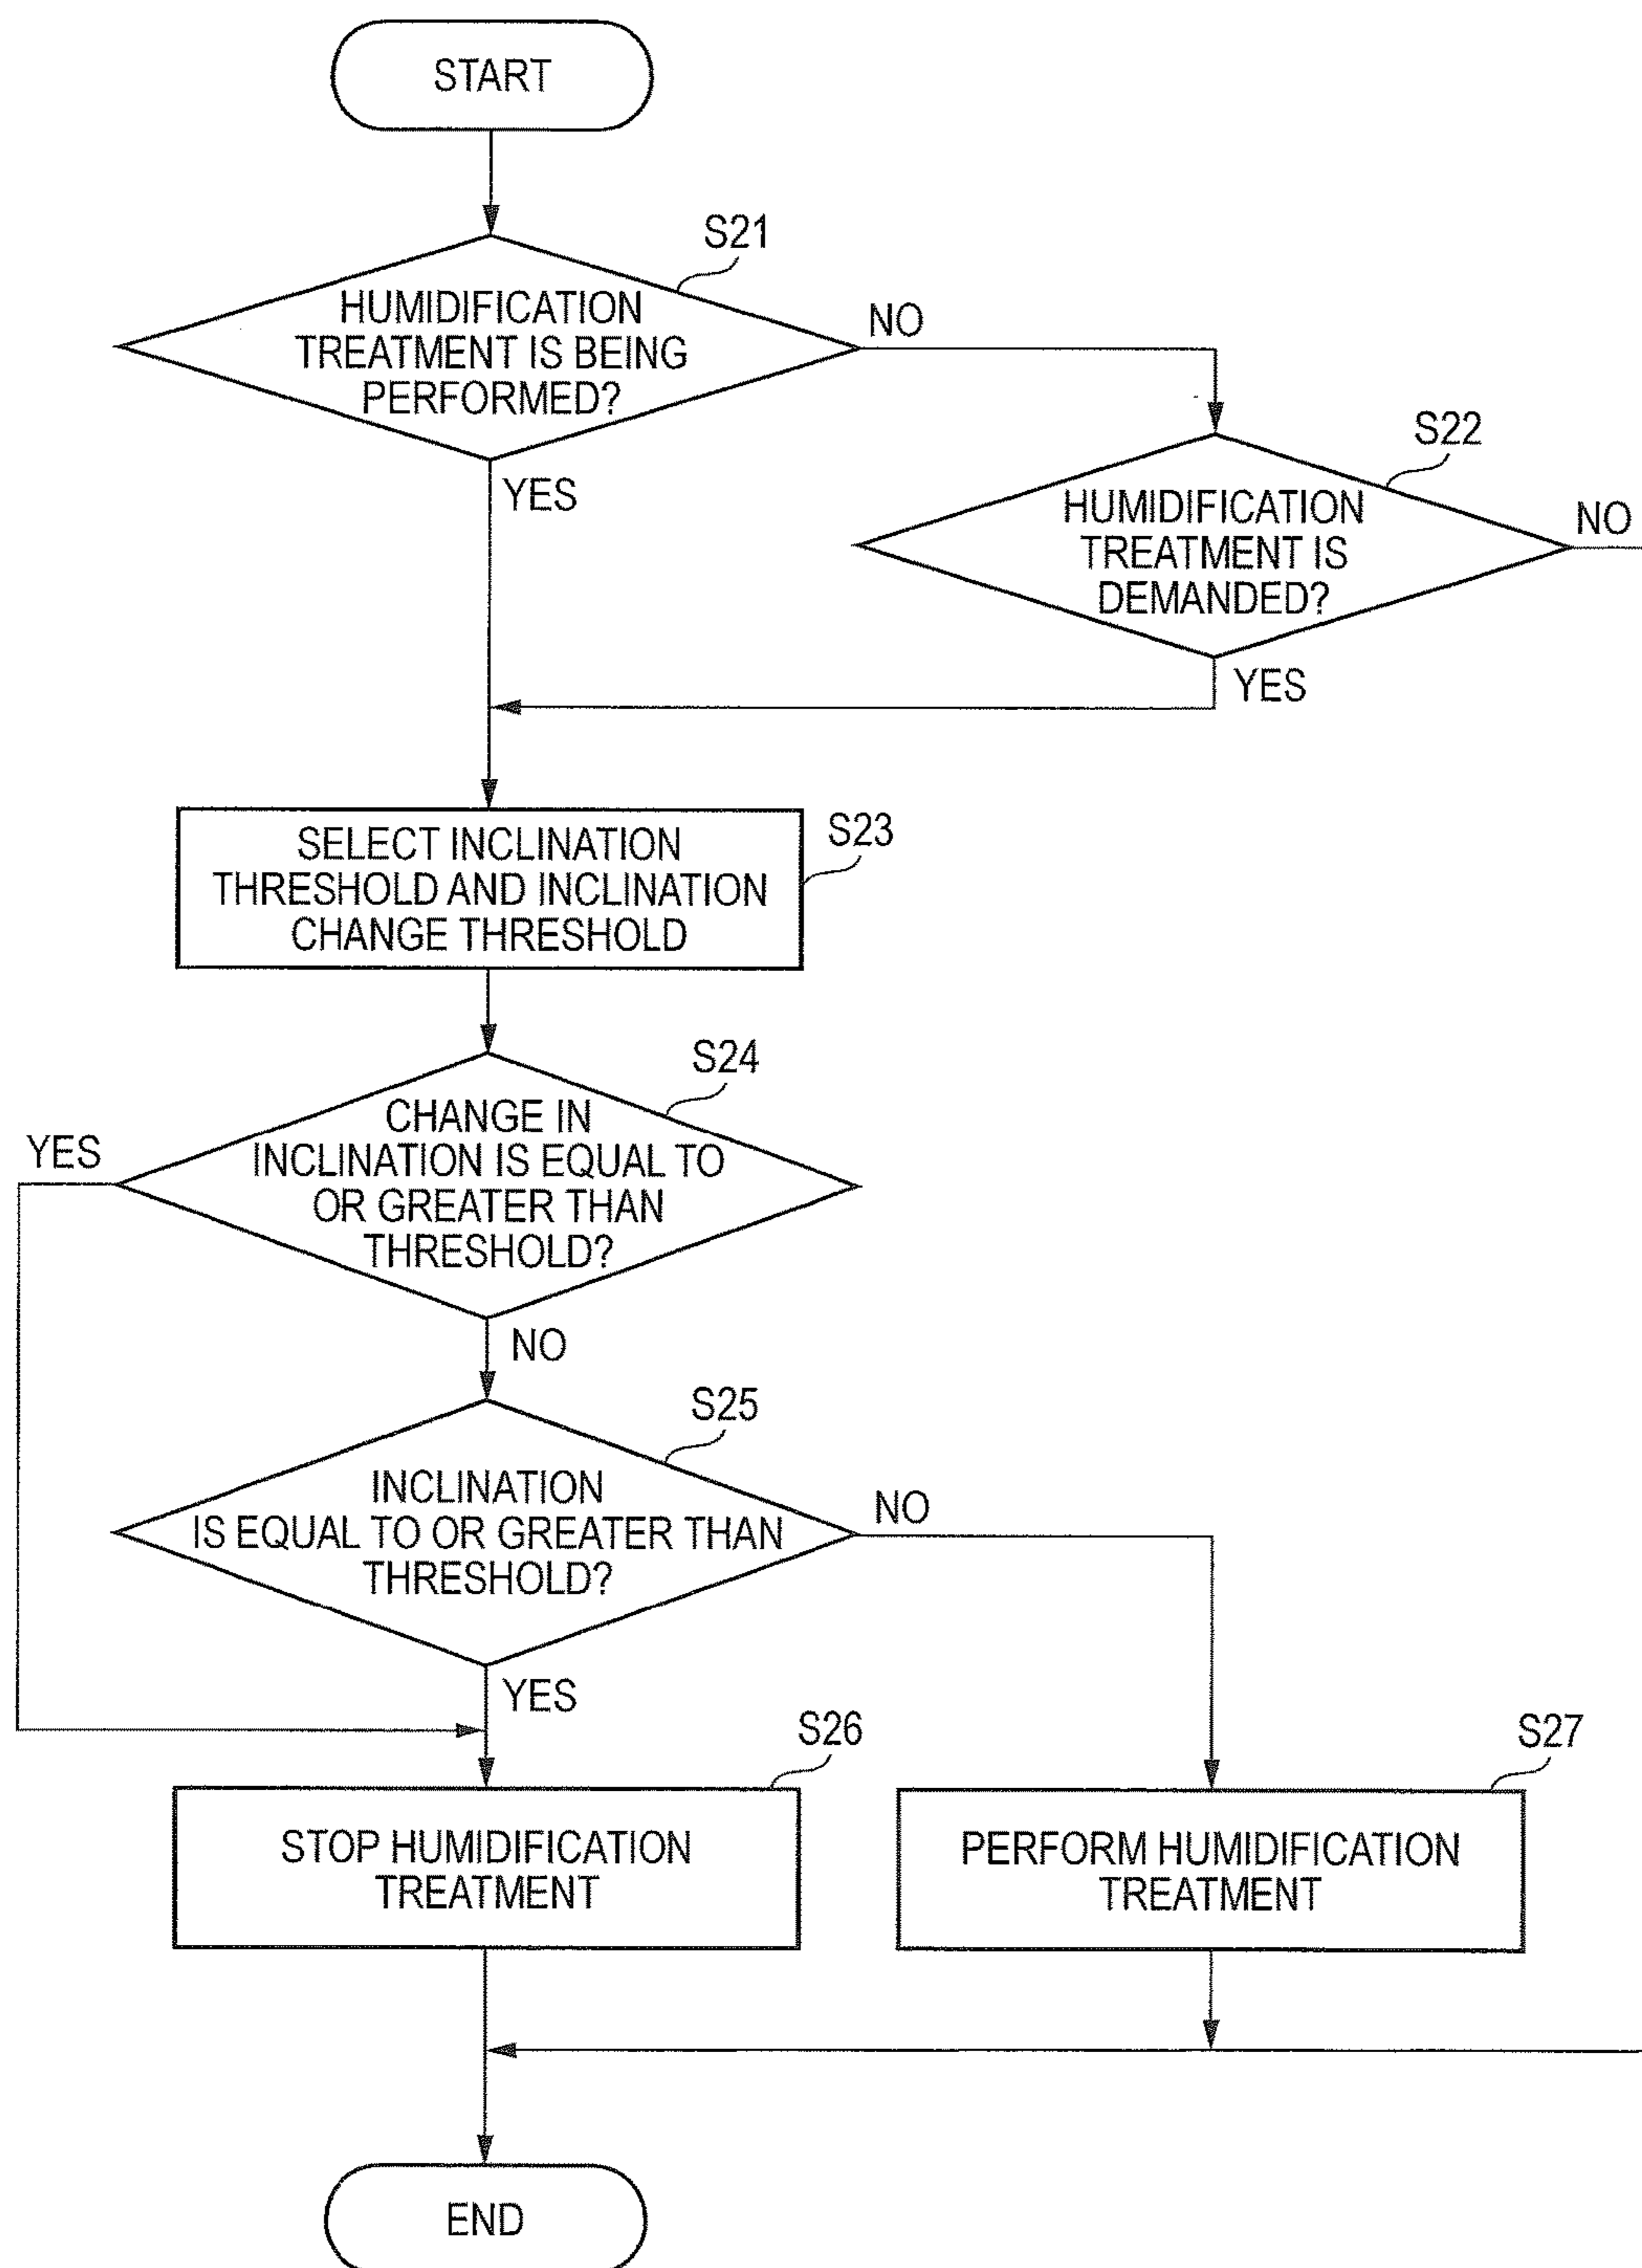 START
S21
HUMIDIFICATION
TREATMENT IS BEING
PERFORMED?
NO
YES
S22
HUMIDIFICATION
TREATMENT IS
DEMANDED?
NO
YES
S23
SELECT INCLINATION
THRESHOLD AND INCLINATION
CHANGE THRESHOLD
S24
CHANGE IN
INCLINATION IS EQUAL TO
OR GREATER THAN
THRESHOLD?
YES
NO
S25
INCLINATION
IS EQUAL TO OR GREATER THAN
THRESHOLD?
NO
YES
S26
STOP HUMIDIFICATION
TREATMENT
S27
PERFORM HUMIDIFICATION
TREATMENT
END